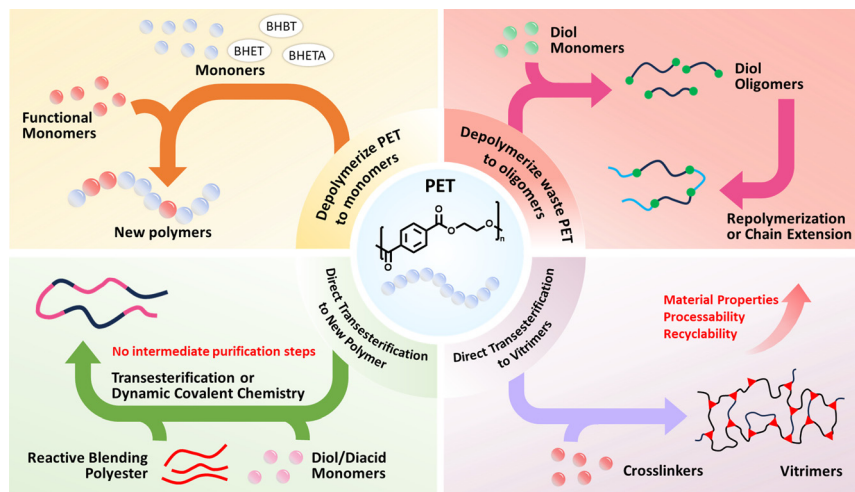 BHBT
BHET
BHETA
Mononers
Functional
Monomers
New polymers
Depolymerize PET
to monomers
Diol
Monomers
Diol
Oligomers
Repolymerization
or Chain Extension
Depolymerize waste PET
to oligomers
PET
O
O
O
O
n
Direct Transesterification
to New Polymer
No intermediate purification steps
Transesterification or
Dynamic Covalent Chemistry
Reactive Blending
Polyester
Diol/Diacid
Monomers
Direct Transesterification
to Vitrimers
Material Properties
Processability
Recyclability
Crosslinkers
Vitrimers